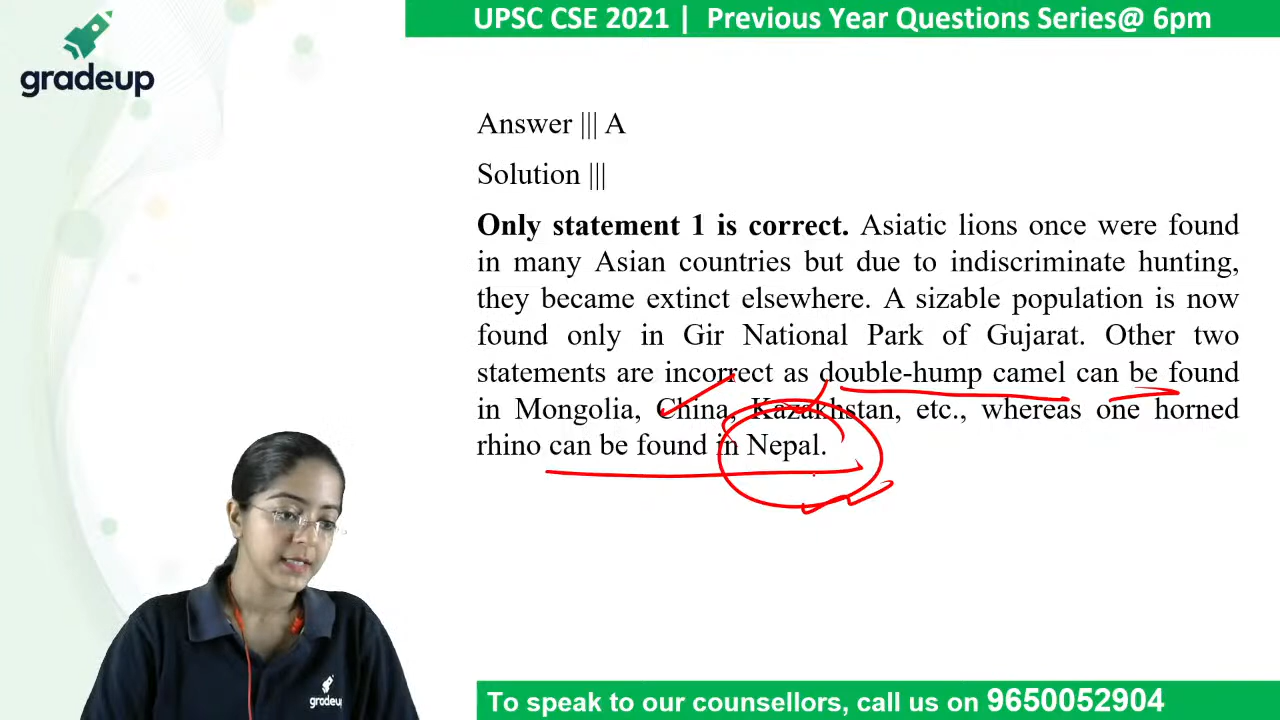 UPSC CSE 2021 | Previous Year Questions Series@ 6pm
gradeup
Answer ||| A
Solution |||
Only statement 1 is correct. Asiatic lions once were found
in many Asian countries but due to indiscriminate hunting,
they became extinct elsewhere. A sizable population is now
found only in Gir National Park of Gujarat. Other two
statements are incorrect as double-hump camel can be found
in Mongolia, China, Kazakhstan, etc., whereas one horned
rhino can be found in Nepal.
gradeup
To speak to our counsellors, call us on 9650052904